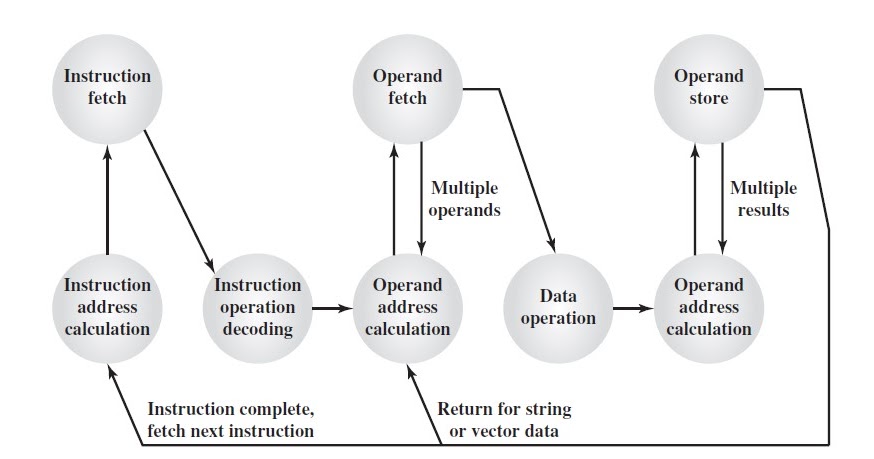 Instruction
fetch
Operand
fetch
Operand
store
Multiple
operands
Multiple
results
Instruction
address
calculation
Instruction
operation
decoding
Operand
address
calculation
Data
operation
Operand
address
calculation
Instruction complete,
fetch next instruction
Return for string
or vector data